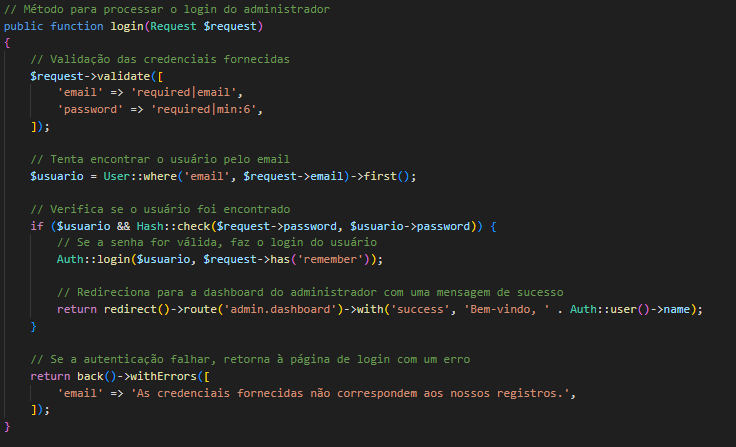 // Método para processar o login do administrador
public function login(Request $request)
{
    // Validação das credenciais fornecidas
    $request->validate([
        'email' => 'required|email',
        'password' => 'required|min:6',
    ]);

    // Tenta encontrar o usuário pelo email
    $usuario = User::where('email', $request->email)->first();

    // Verifica se o usuário foi encontrado
    if ($usuario && Hash::check($request->password, $usuario->password)) {
        // Se a senha for válida, faz o login do usuário
        Auth::login($usuario, $request->has('remember'));

        // Redireciona para a dashboard do administrador com uma mensagem de sucesso
        return redirect()->route('admin.dashboard')->with('success', 'Bem-vindo, ' . Auth::user()->name);
    }

    // Se a autenticação falhar, retorna à página de login com um erro
    return back()->withErrors([
        'email' => 'As credenciais fornecidas não correspondem aos nossos registros.',
    ]);
}